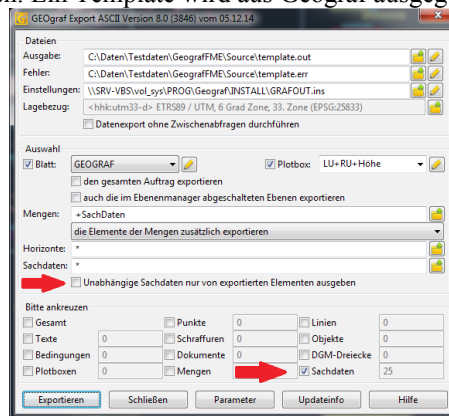 en. Ein Template wird aus GEOgraf ausgeg
GEOgraf Export ASCII Version 8.0 (3846) vom 05.12.14
Dateien
Ausgabe: C:\Daten\Testdaten\GeografFME\Source\template.out
Fehler: C:\Daten\Testdaten\GeografFME\Source\template.err
Einstellungen: \\SRV-VBS\vol_sys\PROG\Geograf\INSTALL\GRAFOUT.ins
Lagebezug: <hhk:utm33-d> ETRS89 / UTM, 6 Grad Zone, 33. Zone (EPSG:25833)
Datenexport ohne Zwischenabfragen durchführen
Auswahl
Blatt: GEOGRAF Plotbox: LU+RU+Höhe
den gesamten Auftrag exportieren
auch die im Ebenenmanager abgeschalteten Ebenen exportieren
Mengen: +SachDaten
die Elemente der Mengen zusätzlich exportieren
Horizonte: *
Sachdaten: *
Unabhängige Sachdaten nur von exportierten Elementen ausgeben
Bitte ankreuzen
Gesamt Punkte 0 Linien 0
Texte 0 Schraffuren 0 Objekte 0
Bedingungen 0 Dokumente 0 DGM-Dreiecke 0
Plotboxen 0 Mengen Sachdaten 25
Exportieren Schließen Parameter Updateinfo Hilfe